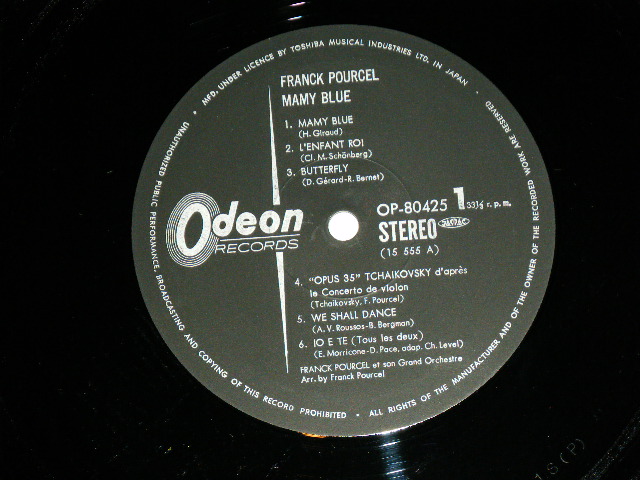 MFD. UNDER LICENCE BY TOSHIBA MUSICAL INDUSTRIES LTD. IN JAPAN
FRANCK POURCEL
MAMY BLUE
1. MAMY BLUE
(H. Giraud)
2. L'ENFANT ROI
(Cl. M. Schönberg)
3. BUTTERFLY
(D. Gérard-R. Bernet)
Odeon
RECORDS
OP-80425 1 33⅓ r.p.m.
STEREO JASRAC
(15 555 A)
4. "OPUS 35" TCHAIKOVSKY d'après
le Concerto de violon
(Tchaikovsky, F. Pourcel)
5. WE SHALL DANCE
(A. V. Roussos-B. Bergman)
6. IO E TE (Tous les deux)
(E. Morricone-D. Pace, adap. Ch. Level)
FRANCK POURCEL et son Grand Orchestre
Arr. by Franck Pourcel
ALL RIGHTS OF THE MANUFACTURER AND OF THE OWNER OF THE RECORDED WORK ARE RESERVED
UNAUTHORIZED PUBLIC PERFORMANCE, BROADCASTING AND COPYING OF THIS RECORD PROHIBITED